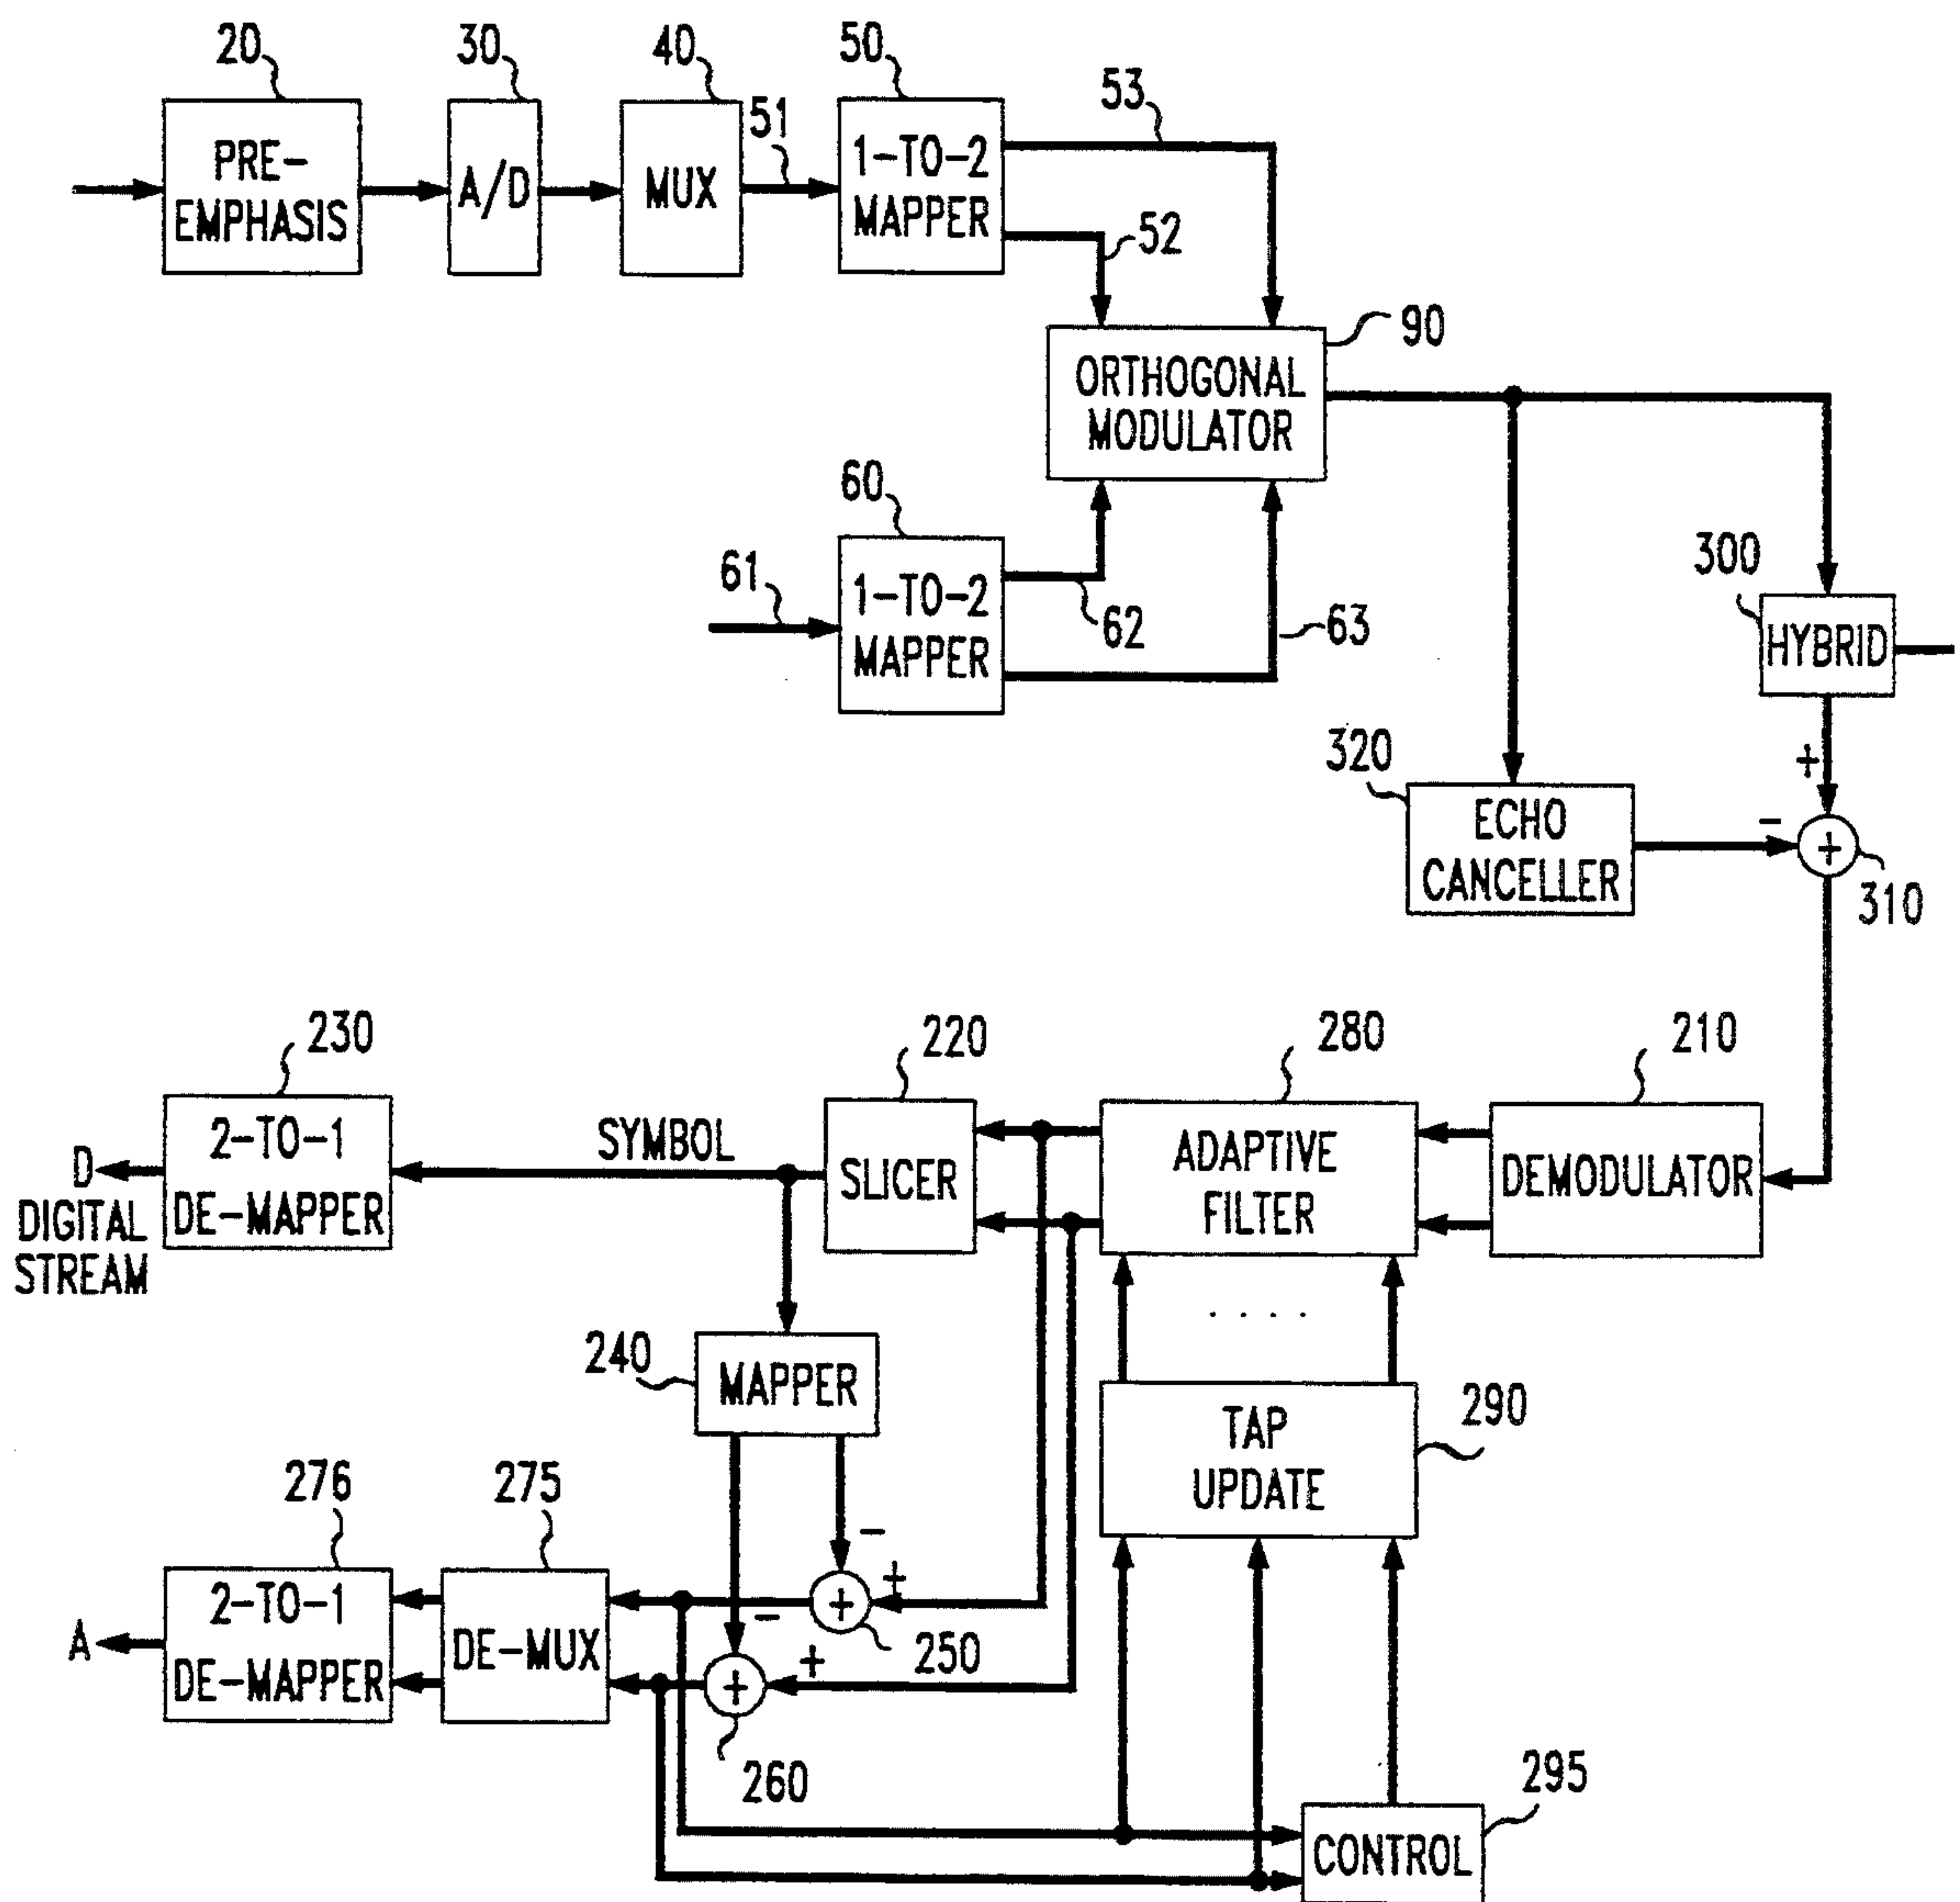 20
30
40
50
53
51
PRE-
EMPHASIS
A/D
MUX
1-TO-2
MAPPER
52
90
ORTHOGONAL
MODULATOR
60
61
1-TO-2
MAPPER
62
63
300
HYBRID
320
+
ECHO
CANCELLER
-
+
310
230
220
280
210
2-TO-1
DE-MAPPER
SYMBOL
SLICER
ADAPTIVE
FILTER
DEMODULATOR
D
DIGITAL
STREAM
. . . .
240
MAPPER
TAP
UPDATE
290
276
275
-
+
2-TO-1
DE-MAPPER
DE-MUX
-
+
250
A
+
+
260
295
CONTROL